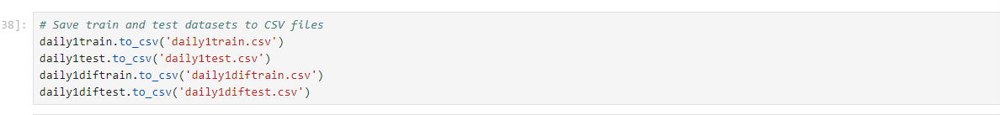 38]:
# Save train and test datasets to CSV files
daily1train.to_csv('daily1train.csv')
daily1test.to_csv('daily1test.csv')
daily1diftrain.to_csv('daily1diftrain.csv')
daily1diftest.to_csv('daily1diftest.csv')